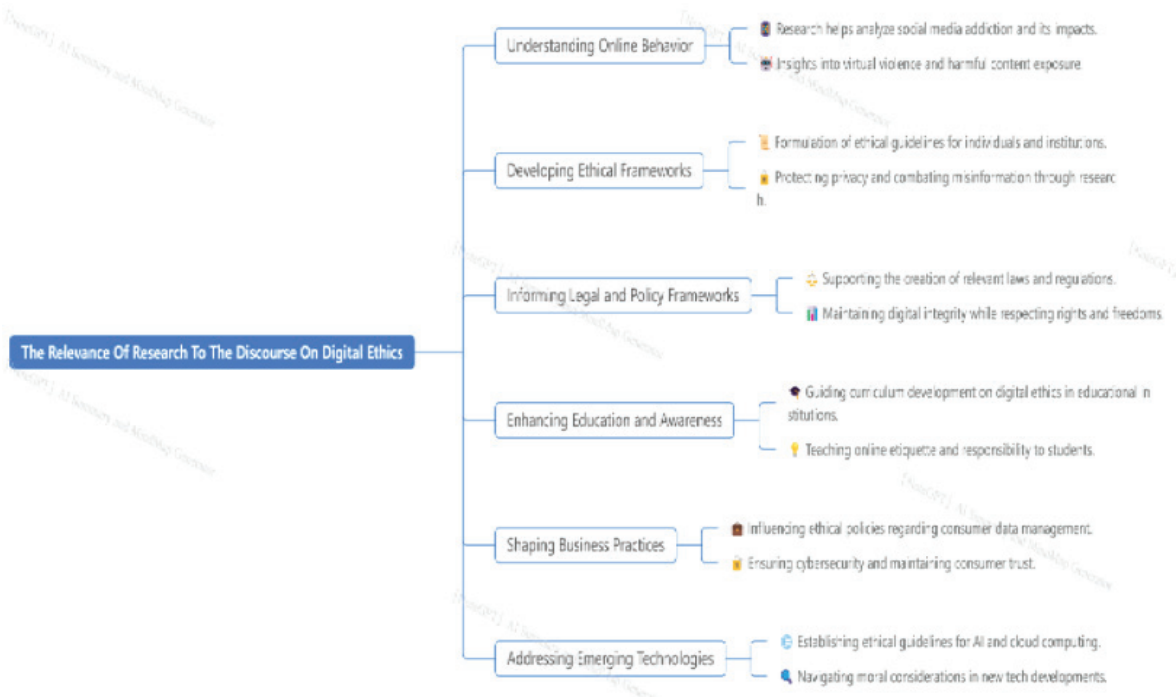 Research helps analyze social media addiction and its impacts.
Understanding Online Behavior
Insights into virtual violence and harmful content exposure.
Formulation of ethical guidelines for individuals and institutions.
Developing Ethical Frameworks
Protecting privacy and combating misinformation through researc
h.
Supporting the creation of relevant laws and regulations.
Informing Legal and Policy Frameworks
Maintaining digital integrity while respecting rights and freedoms.
The Relevance Of Research To The Discourse On Digital Ethics
Guiding curriculum development on digital ethics in educational in
stitutions.
Enhancing Education and Awareness
Teaching online etiquette and responsibility to students.
Influencing ethical policies regarding consumer data management.
Shaping Business Practices
Ensuring cybersecurity and maintaining consumer trust.
Establishing ethical guidelines for AI and cloud computing.
Addressing Emerging Technologies
Navigating moral considerations in new tech developments.